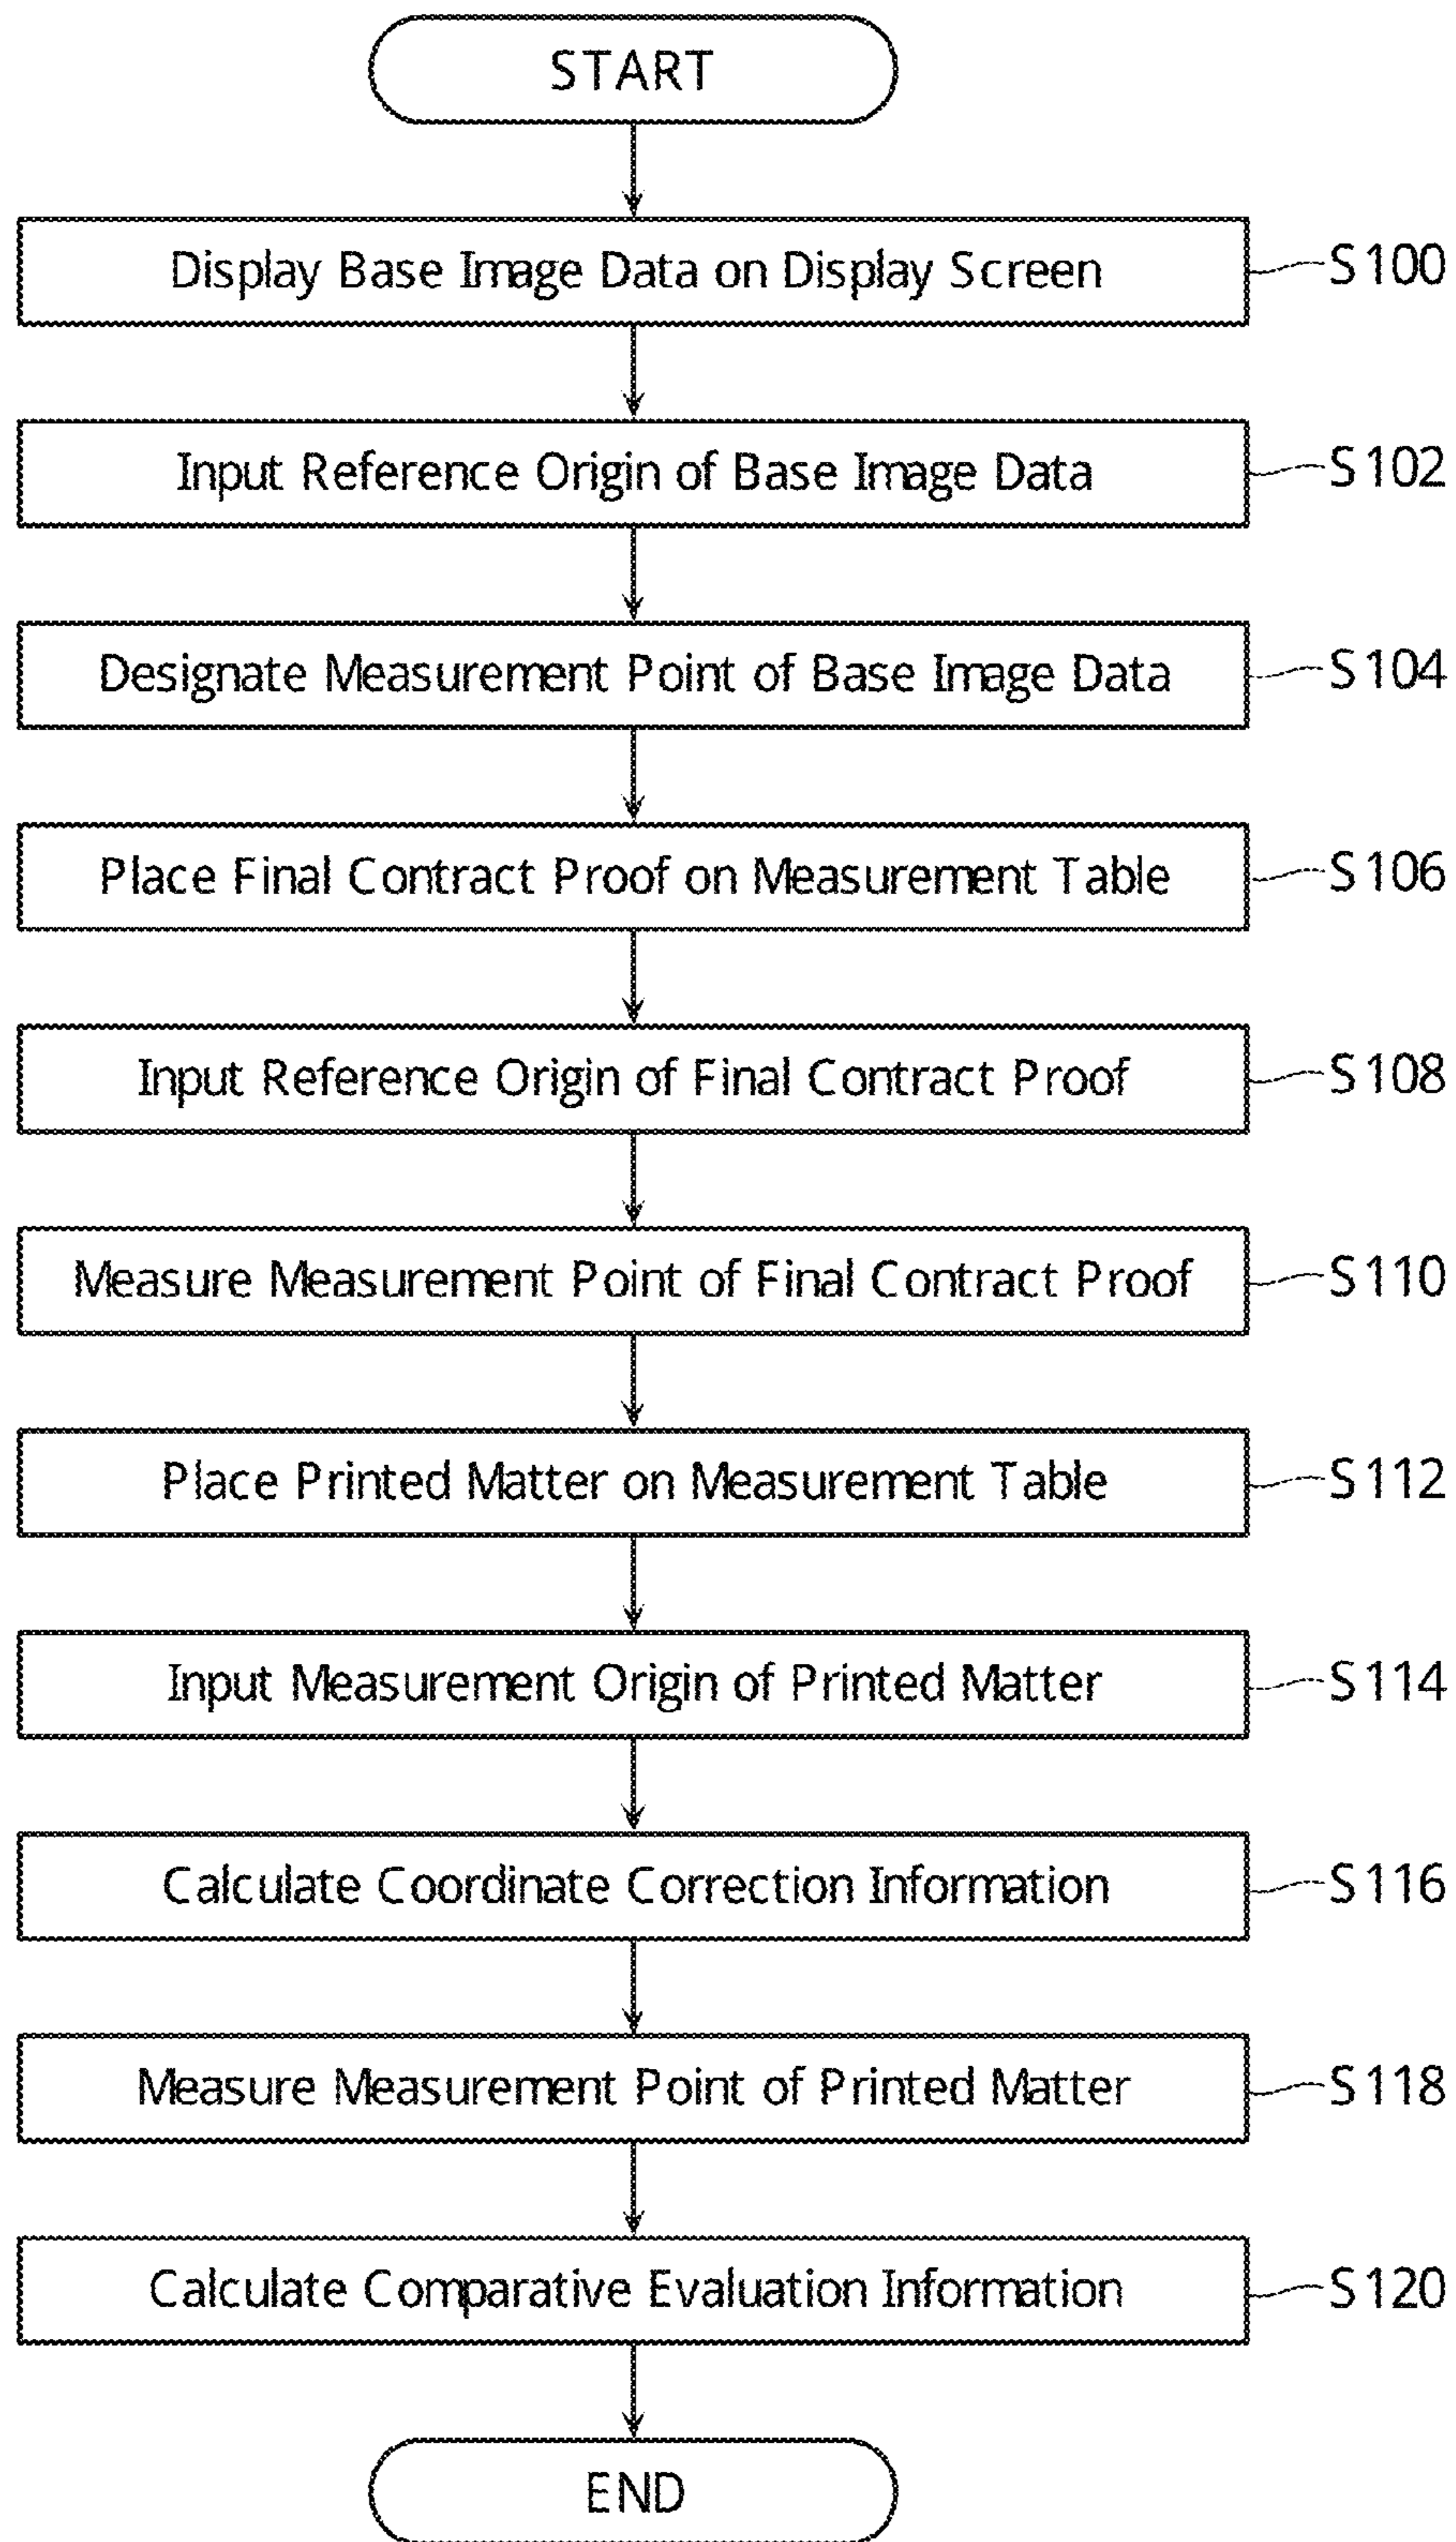 START
Display Base Image Data on Display Screen S100
Input Reference Origin of Base Image Data S102
Designate Measurement Point of Base Image Data S104
Place Final Contract Proof on Measurement Table S106
Input Reference Origin of Final Contract Proof S108
Measure Measurement Point of Final Contract Proof S110
Place Printed Matter on Measurement Table S112
Input Measurement Origin of Printed Matter S114
Calculate Coordinate Correction Information S116
Measure Measurement Point of Printed Matter S118
Calculate Comparative Evaluation Information S120
END